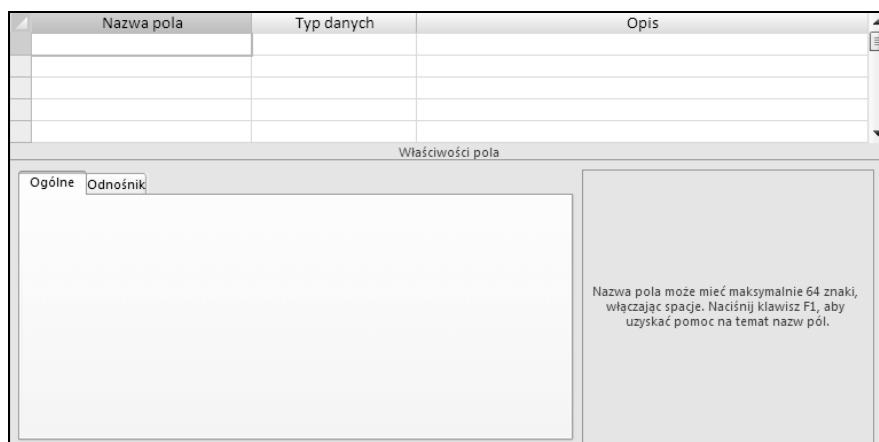 Nazwa pola Typ danych Opis
Właściwości pola
Ogólne Odnośnik
Nazwa pola może mieć maksymalnie 64 znaki,
włączając spacje. Naciśnij klawisz F1, aby
uzyskać pomoc na temat nazw pól.